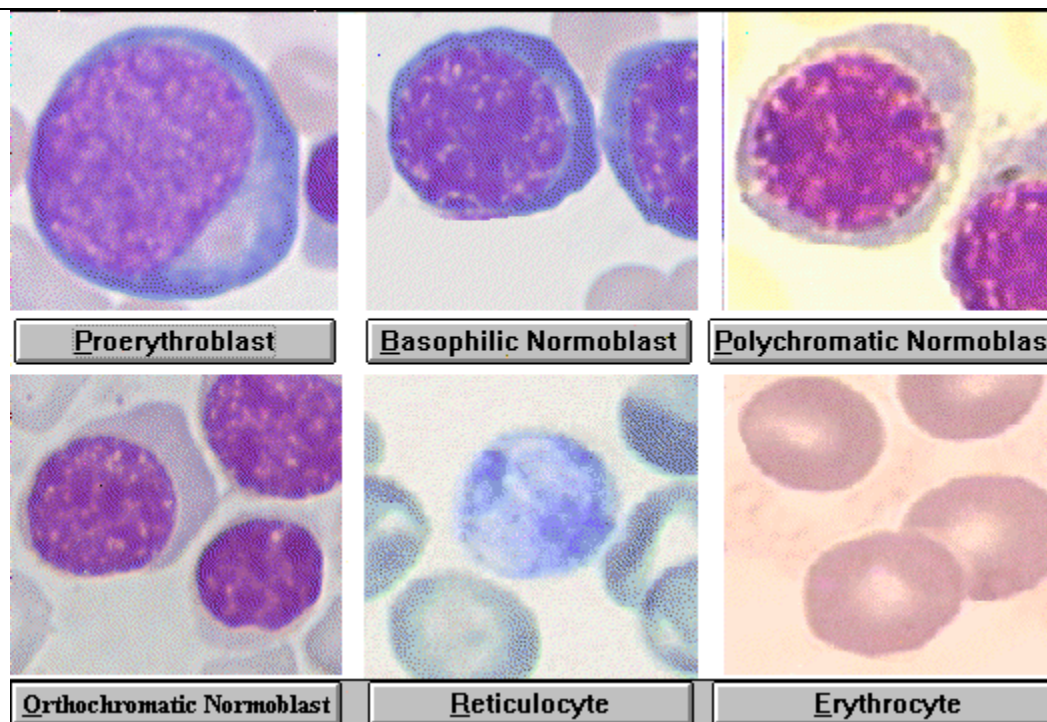 Proerythroblast
Basophilic Normoblast
Polychromatic Normoblas
Orthochromatic Normoblast
Reticulocyte
Erythrocyte